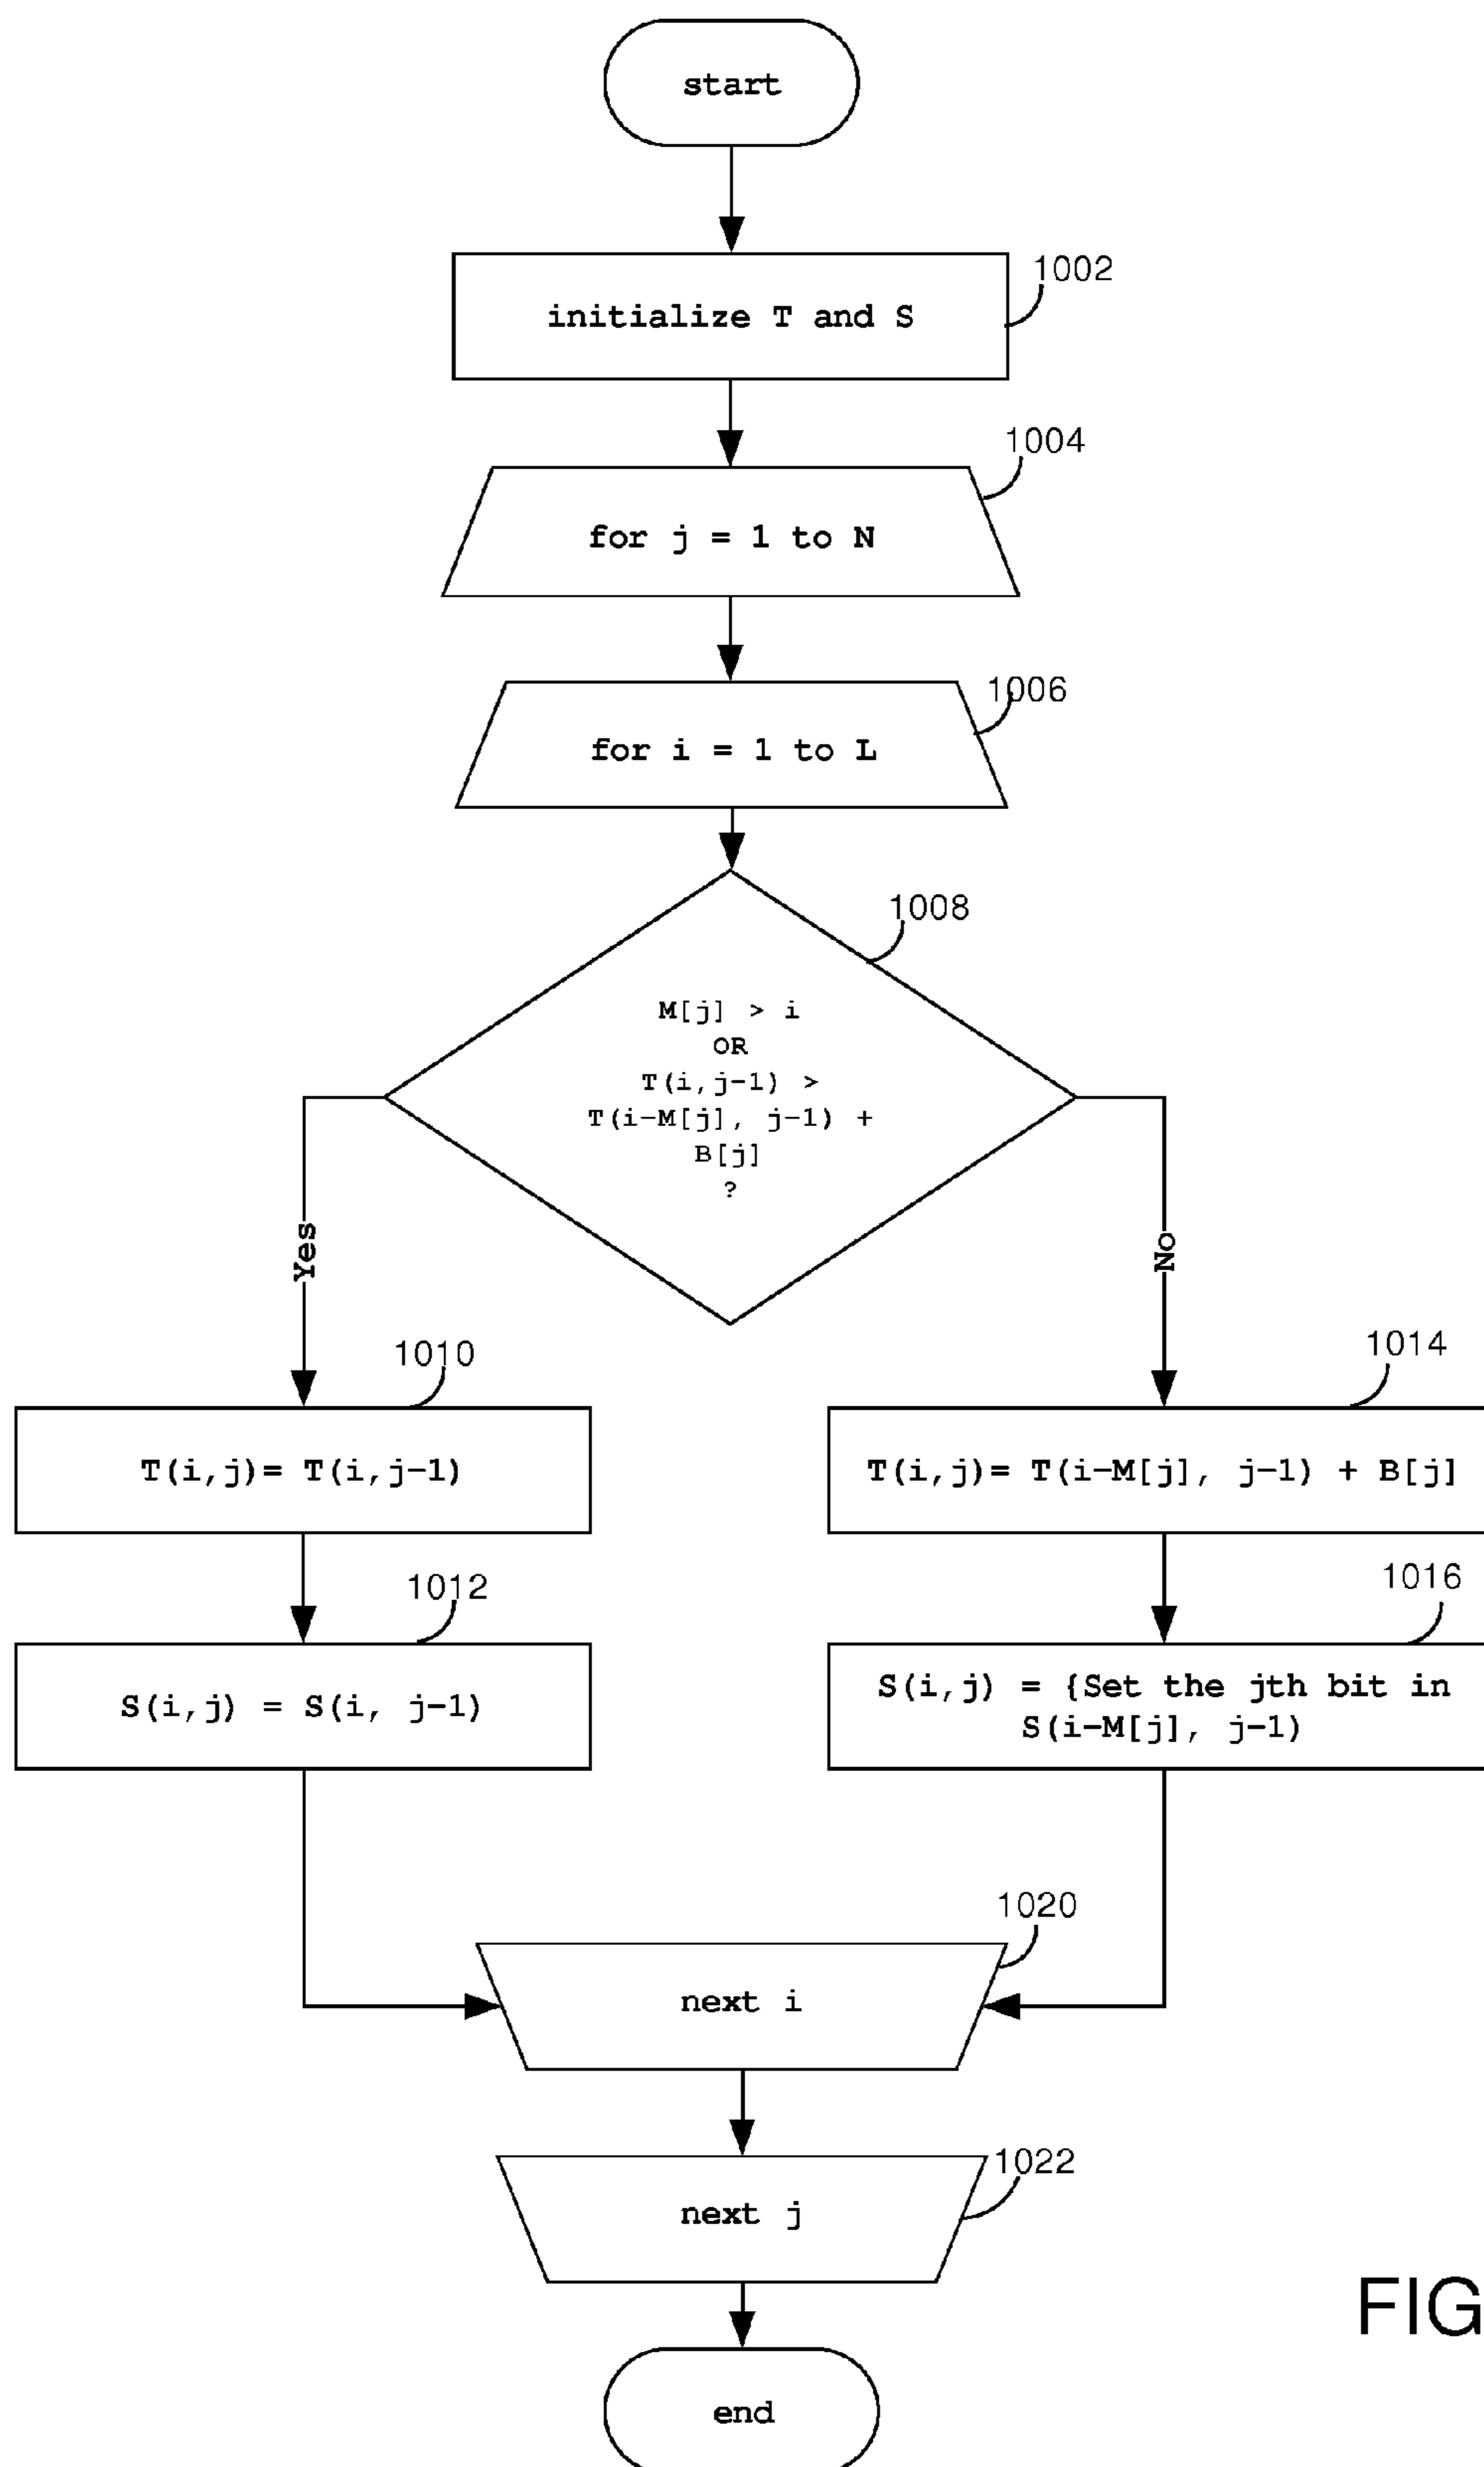 start
initialize T and S
1002
for j = 1 to N
1004
for i = 1 to L
1006
1008
M[j] > i
OR
T(i,j-1) >
T(i-M[j], j-1) +
B[j]
?
Yes
No
1010
T(i,j)= T(i,j-1)
1014
T(i,j)= T(i-M[j], j-1) + B[j]
1012
S(i,j) = S(i, j-1)
1016
S(i,j) = {Set the jth bit in
S(i-M[j], j-1)
1020
next i
1022
next j
FIG
end